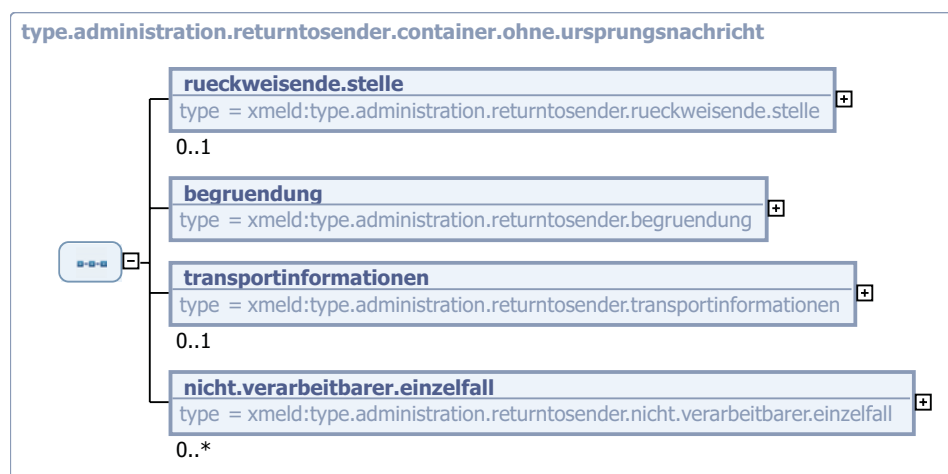 type.administration.returntosender.container.ohne.ursprungsnachricht
rueckweisende.stelle
type = xmeld:type.administration.returntosender.rueckweisende.stelle
0..1
begruendung
type = xmeld:type.administration.returntosender.begruendung
transportinformationen
type = xmeld:type.administration.returntosender.transportinformationen
0..1
nicht.verarbeitbarer.einzelfall
type = xmeld:type.administration.returntosender.nicht.verarbeitbarer.einzelfall
0..*